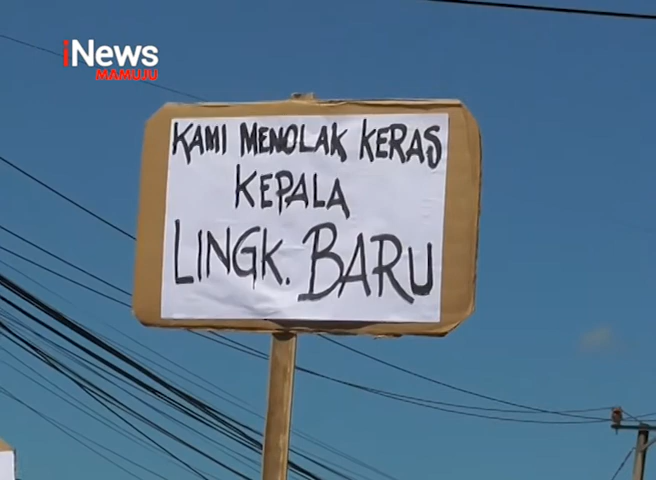 iNews
MAMUJU
KAMI MENOLAK KERAS
KEPALA
LINGK. BARU